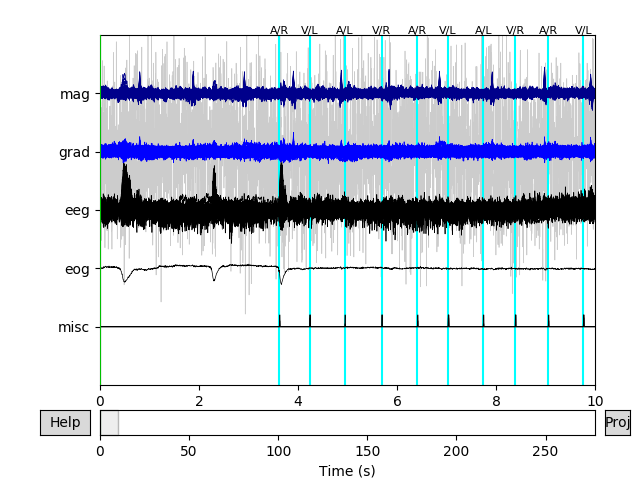 A/R V/L A/L V/R A/R V/L A/L V/R A/R V/L
mag
grad
eeg
eog
misc
0 2 4 6 8 10
Help Proj
0 50 100 150 200 250
Time (s)